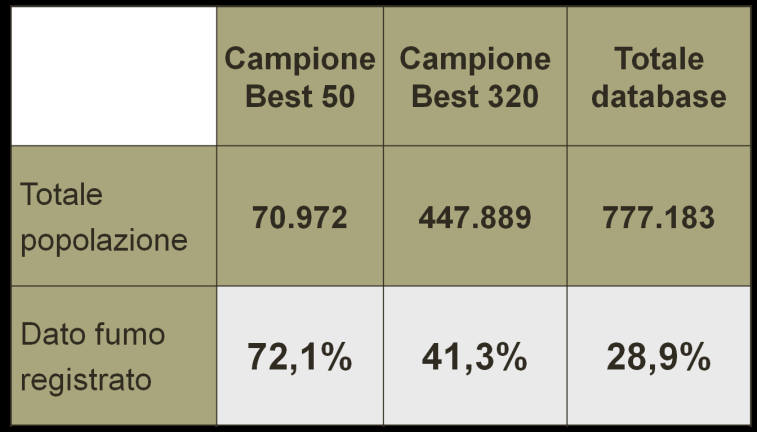 Campione Best 50
Campione Best 320
Totale database
Totale popolazione
70.972
447.889
777.183
Dato fumo registrato
72,1%
41,3%
28,9%